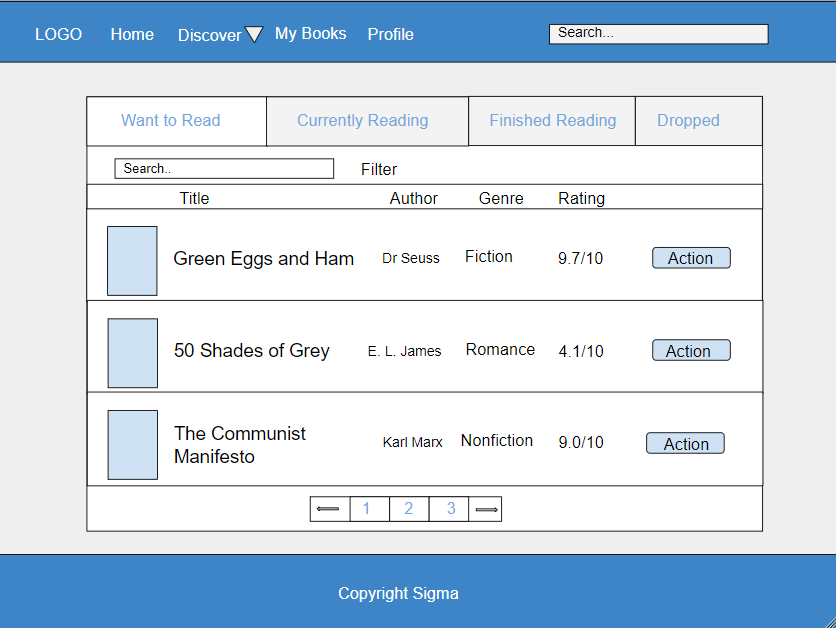 LOGO Home Discover My Books Profile Search...
Want to Read Currently Reading Finished Reading Dropped
Search.. Filter
Title Author Genre Rating
Green Eggs and Ham Dr Seuss Fiction 9.7/10 Action
50 Shades of Grey E. L. James Romance 4.1/10 Action
The Communist
Manifesto Karl Marx Nonfiction 9.0/10 Action
1 2 3
Copyright Sigma